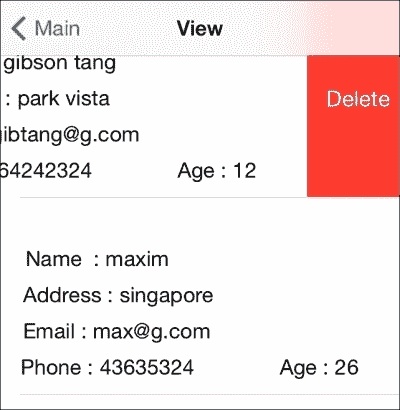 Main View
gibson tang
: park vista
gibtang@g.com
Delete
64242324 Age : 12
Name : maxim
Address : singapore
Email : max@g.com
Phone : 43635324 Age : 26